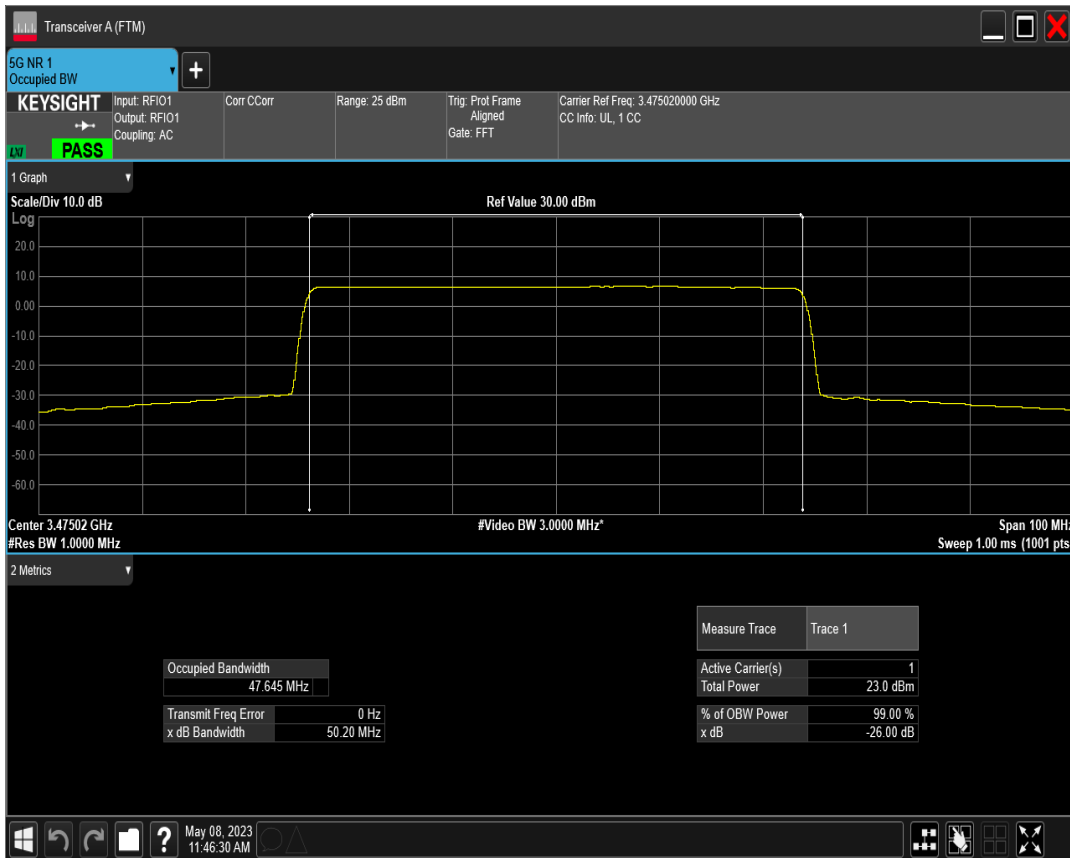 Transceiver A (FTM)
5G NR 1
Occupied BW
+
KEYSIGHT
LXI
PASS
Input: RFIO1
Output: RFIO1
Coupling: AC
Corr CCorr
Range: 25 dBm
Trig: Prot Frame
Aligned
Gate: FFT
Carrier Ref Freq: 3.475020000 GHz
CC Info: UL, 1 CC
1 Graph
Scale/Div 10.0 dB
Ref Value 30.00 dBm
Log
20.0
10.0
0.00
-10.0
-20.0
-30.0
-40.0
-50.0
-60.0
Center 3.47502 GHz
#Video BW 3.0000 MHz*
Span 100 MHz
#Res BW 1.0000 MHz
Sweep 1.00 ms (1001 pts
2 Metrics
Measure Trace Trace 1
Occupied Bandwidth
47.645 MHz
Active Carrier(s) 1
Total Power 23.0 dBm
Transmit Freq Error 0 Hz
x dB Bandwidth 50.20 MHz
% of OBW Power 99.00 %
x dB -26.00 dB
?
May 08, 2023
11:46:30 AM